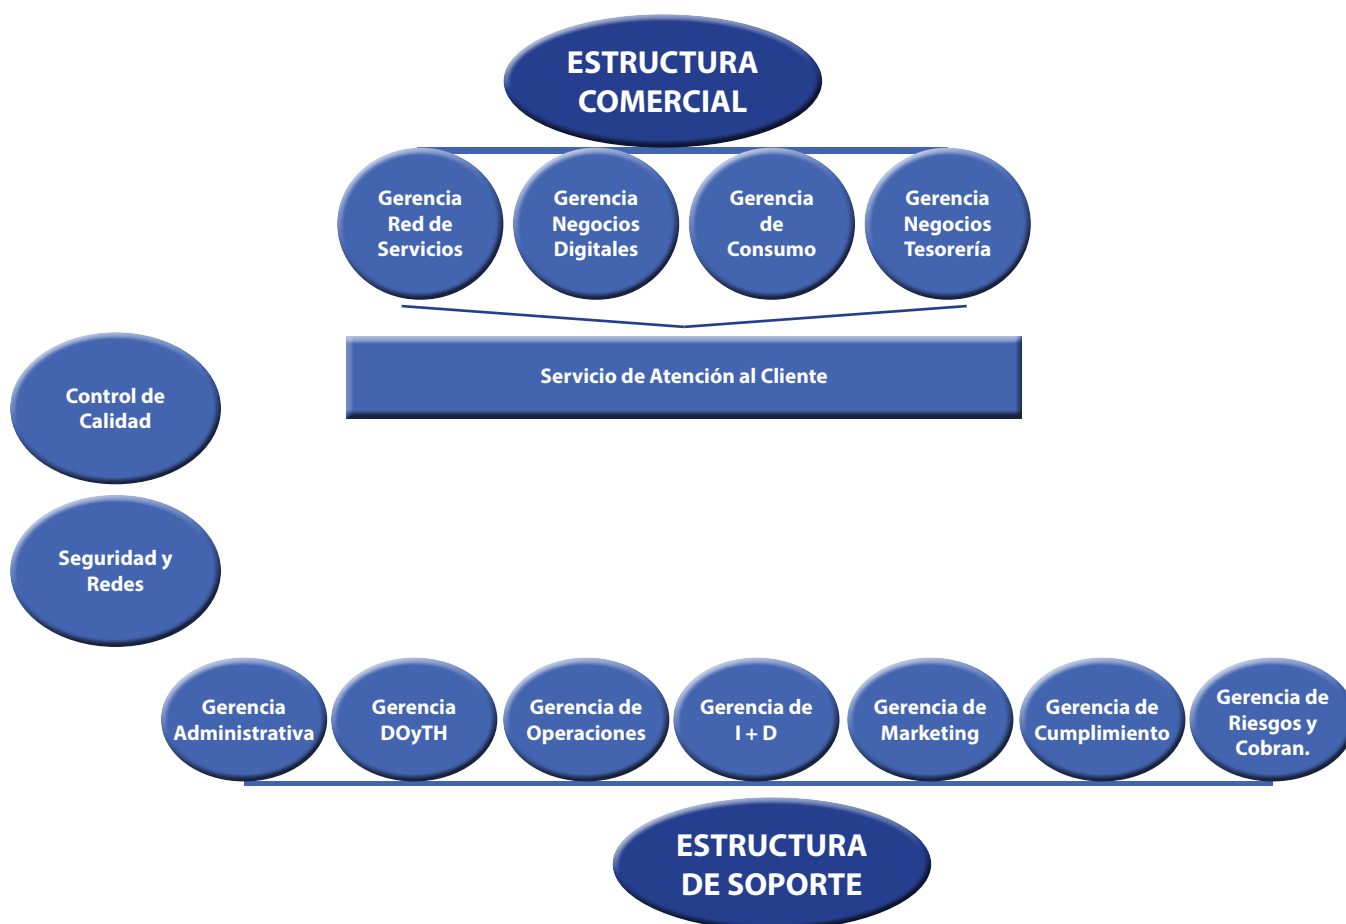 ESTRUCTURA
COMERCIAL
Gerencia
Red de
Servicios
Gerencia
Negocios
Digitales
Gerencia
de
Consumo
Gerencia
Negocios
Tesorería
Servicio de Atención al Cliente
Control de
Calidad
Seguridad y
Redes
Gerencia
Administrativa
Gerencia
DOyTH
Gerencia de
Operaciones
Gerencia de
I + D
Gerencia de
Marketing
Gerencia de
Cumplimiento
Gerencia de
Riesgos y
Cobran.
ESTRUCTURA
DE SOPORTE